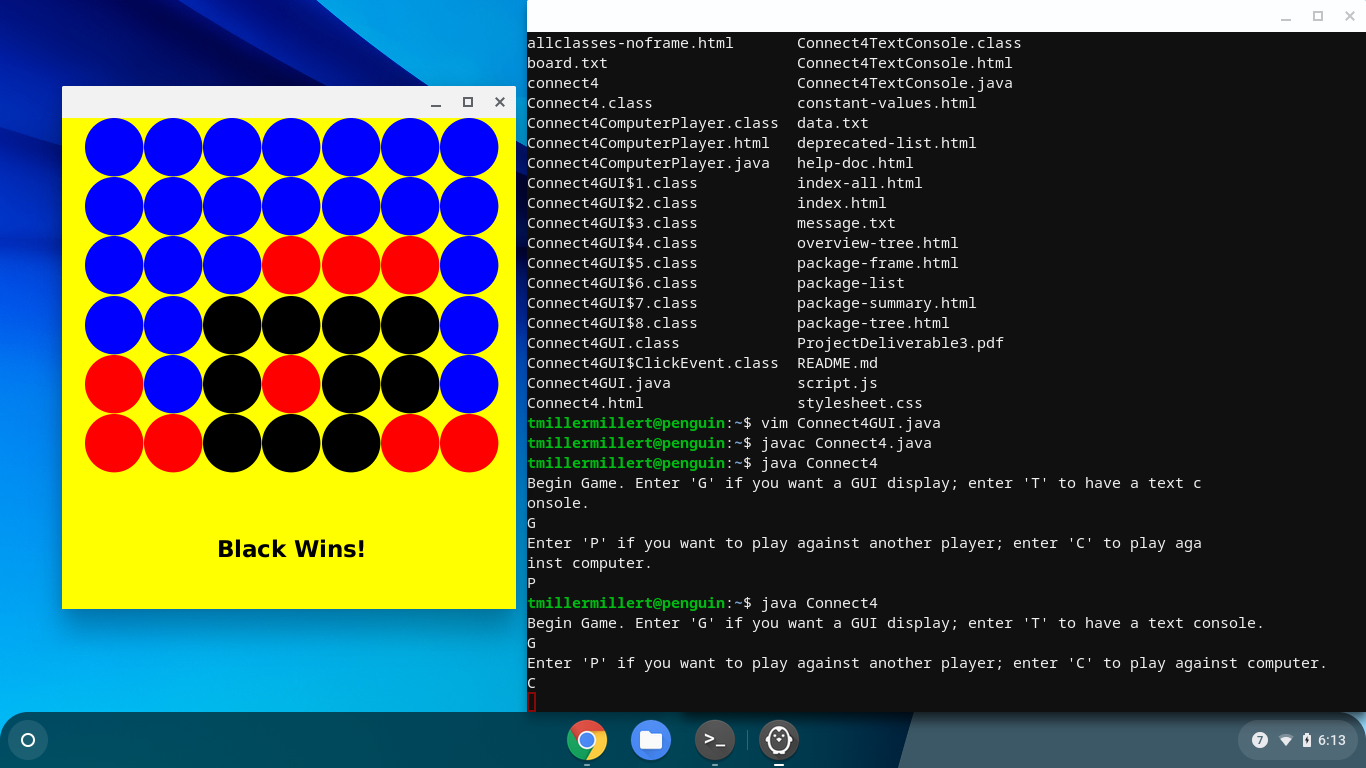 Black Wins!
allclasses-noframe.html Connect4TextConsole.class
board.txt Connect4TextConsole.html
connect4 Connect4TextConsole.java
Connect4.class constant-values.html
Connect4ComputerPlayer.class data.txt
Connect4ComputerPlayer.html deprecated-list.html
Connect4ComputerPlayer.java help-doc.html
Connect4GUI$1.class index-all.html
Connect4GUI$2.class index.html
Connect4GUI$3.class message.txt
Connect4GUI$4.class overview-tree.html
Connect4GUI$5.class package-frame.html
Connect4GUI$6.class package-list
Connect4GUI$7.class package-summary.html
Connect4GUI$8.class package-tree.html
Connect4GUI.class ProjectDeliverable3.pdf
Connect4GUI$ClickEvent.class README.md
Connect4GUI.java script.js
Connect4.html stylesheet.css
tmillermillert@penguin:~$ vim Connect4GUI.java
tmillermillert@penguin:~$ javac Connect4.java
tmillermillert@penguin:~$ java Connect4
Begin Game. Enter 'G' if you want a GUI display; enter 'T' to have a text c
onsole.
G
Enter 'P' if you want to play against another player; enter 'C' to play aga
inst computer.
P
tmillermillert@penguin:~$ java Connect4
Begin Game. Enter 'G' if you want a GUI display; enter 'T' to have a text console.
G
Enter 'P' if you want to play against another player; enter 'C' to play against computer.
C
>_
7 6:13